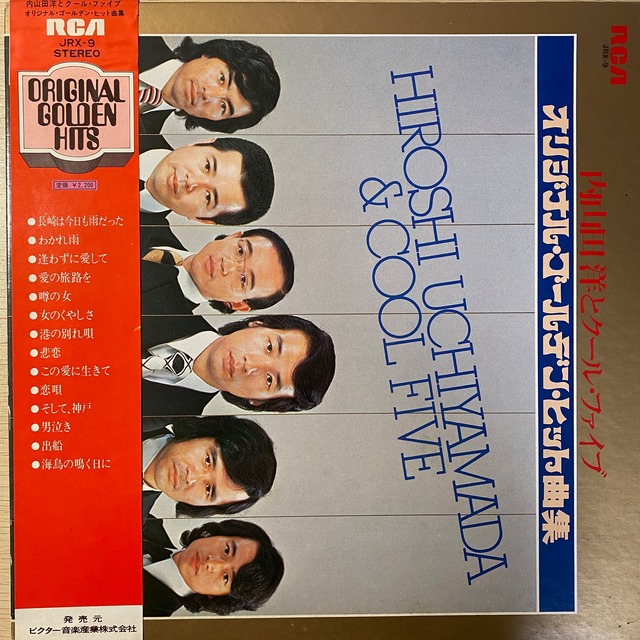 内山田洋とクール・ファイブ
オリジナル・ゴールデン・ヒット曲集
RCA
JRX-9
STEREO
ORIGINAL
GOLDEN
HITS
定価 ¥2,200
●長崎は今日も雨だった
●わかれ雨
●逢わずに愛して
●愛の旅路を
●噂の女
●女のくやしさ
●港の別れ唄
●悲恋
●この愛に生きて
●恋唄
●そして、神戸
●男泣き
●出船
●海鳥の鳴く日に
発売元
ビクター音楽産業株式会社
RCA
JRX-9
内山田洋とクール・ファイブ
オリジナル・ゴールデン・ヒット曲集
HIROSHI UCHIYAMADA
& COOL FIVE